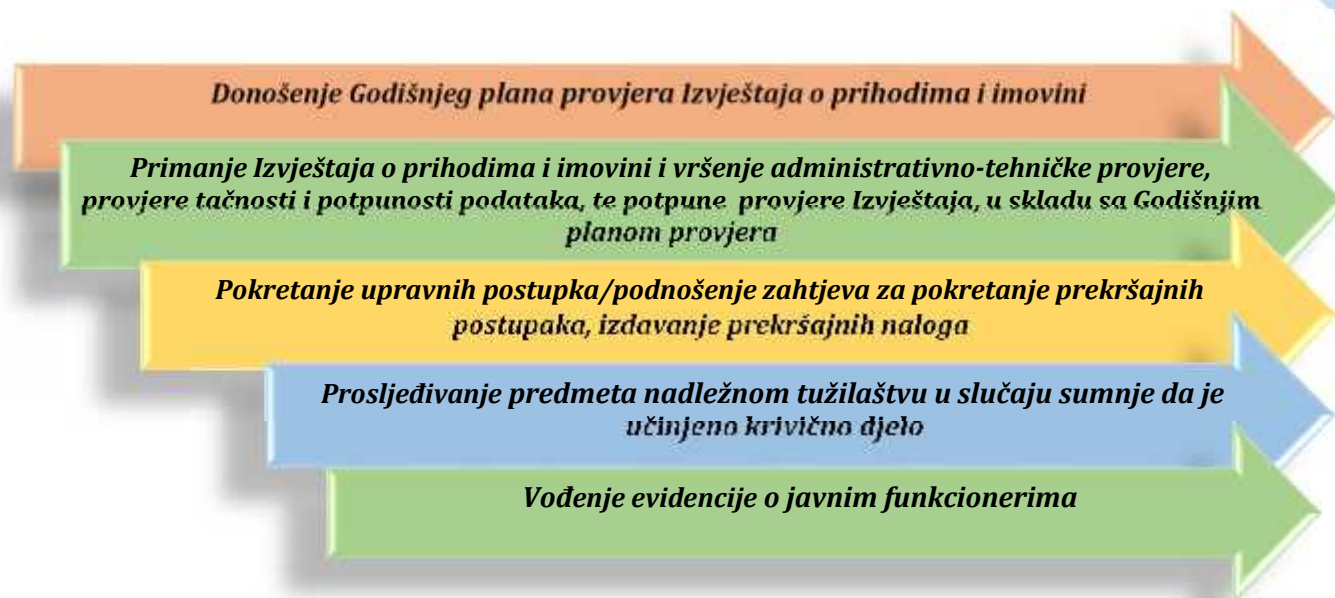 Donošenje Godišnjeg plana provjera Izvještaja o prihodima i imovini
Primanje Izvještaja o prihodima i imovini i vršenje administrativno-tehničke provjere,
provjere tačnosti i potpunosti podataka, te potpune provjere Izvještaja, u skladu sa Godišnjim
planom provjera
Pokretanje upravnih postupka/podnošenje zahtjeva za pokretanje prekršajnih
postupaka, izdavanje prekršajnih naloga
Prosljeđivanje predmeta nadležnom tužilaštvu u slučaju sumnje da je
učinjeno krivično djelo
Vođenje evidencije o javnim funkcionerima